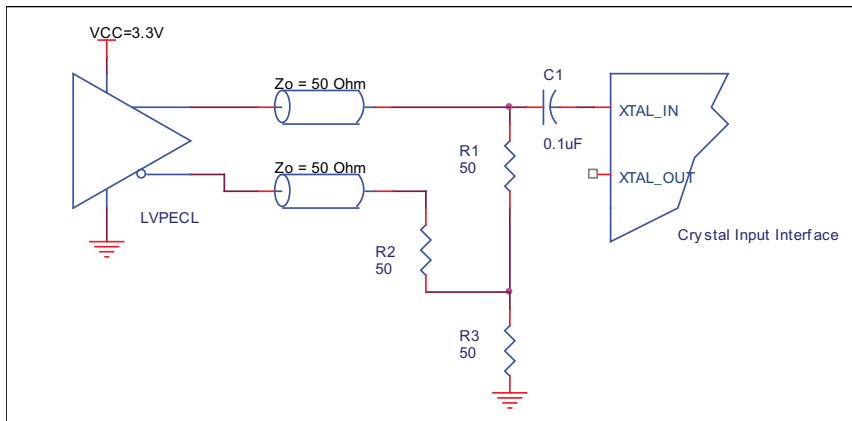 VCC=3.3V
Zo = 50 Ohm
C1
XTAL_IN
0.1uF
R1
50
Zo = 50 Ohm
XTAL_OUT
LVPECL
Crystal Input Interface
R2
50
R3
50